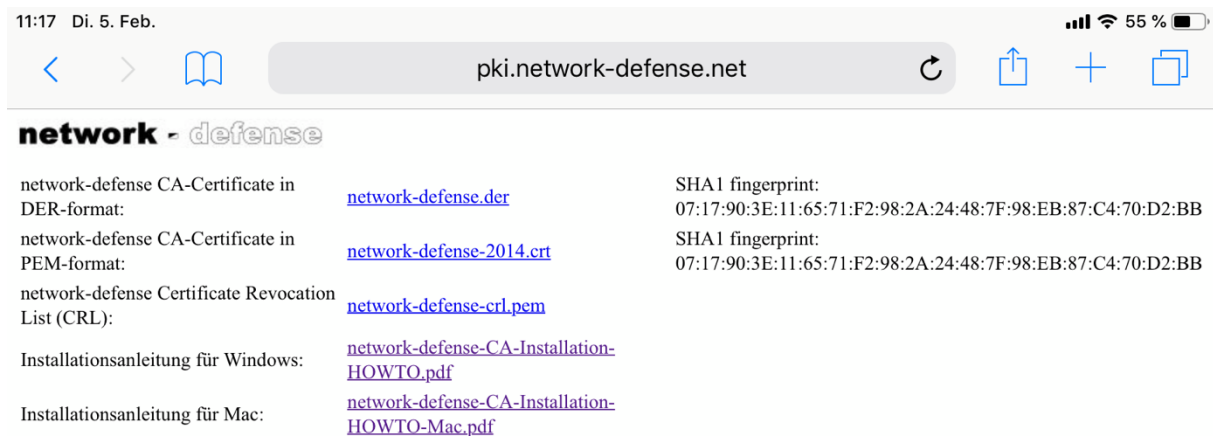 11:17 Di. 5. Feb.
55 %
pki.network-defense.net
network - defense
network-defense CA-Certificate in
DER-format:
network-defense.der
SHA1 fingerprint:
07:17:90:3E:11:65:71:F2:98:2A:24:48:7F:98:EB:87:C4:70:D2:BB
network-defense CA-Certificate in
PEM-format:
network-defense-2014.crt
SHA1 fingerprint:
07:17:90:3E:11:65:71:F2:98:2A:24:48:7F:98:EB:87:C4:70:D2:BB
network-defense Certificate Revocation
List (CRL):
network-defense-crl.pem
Installationsanleitung für Windows:
network-defense-CA-Installation-
HOWTO.pdf
Installationsanleitung für Mac:
network-defense-CA-Installation-
HOWTO-Mac.pdf